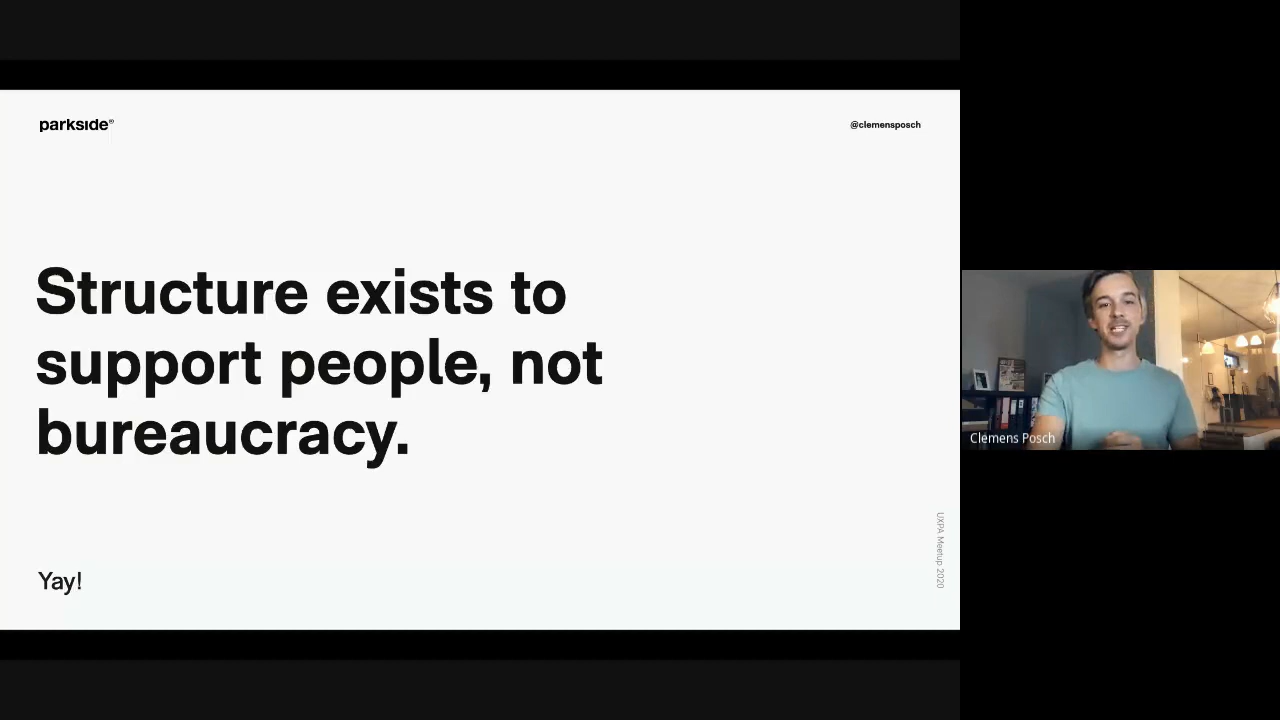 parkside®
@clemensposch
Structure exists to
support people, not
bureaucracy.
Yay!
UXPA Meetup 2020
Clemens Posch